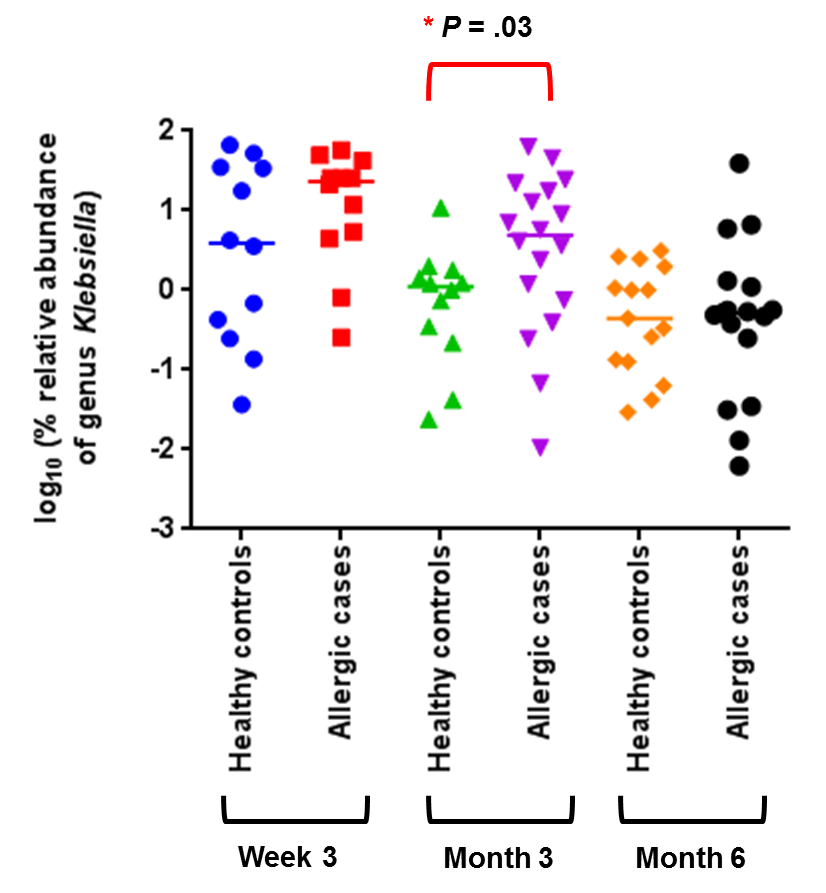 * P = .03
log10 (% relative abundance
of genus Klebsiella)
2
1
0
-1
-2
-3
Healthy controls
Allergic cases
Healthy controls
Allergic cases
Healthy controls
Allergic cases
Week 3
Month 3
Month 6